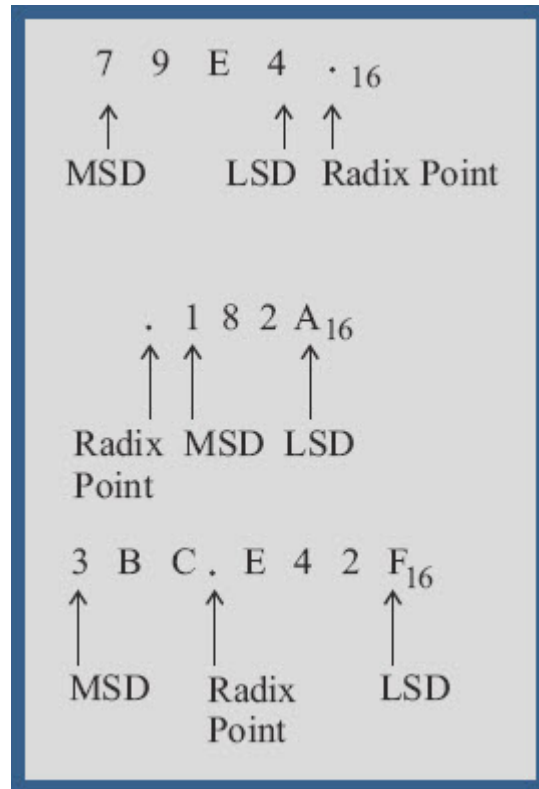 7 9 E 4 . 16
MSD LSD Radix Point
. 1 8 2 A16
Radix MSD LSD
Point
3 B C . E 4 2 F16
MSD Radix LSD
Point